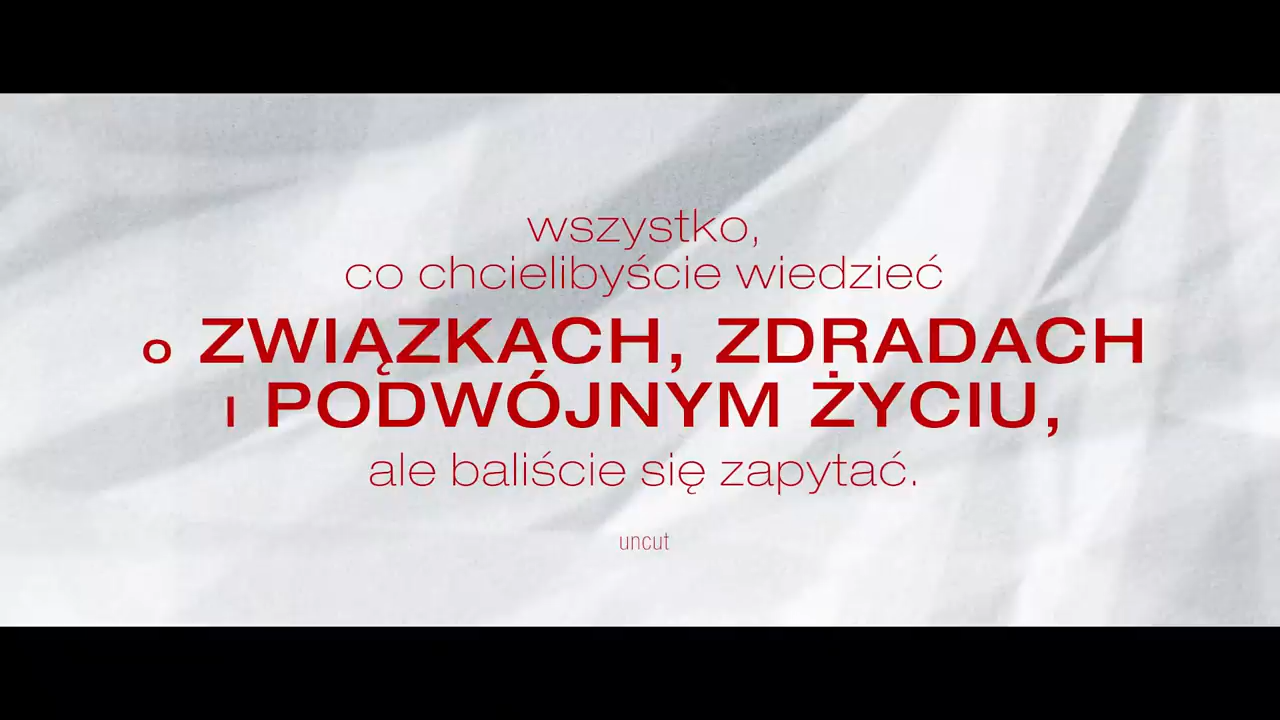 wszystko,
co chcielibyście wiedzieć
o ZWIĄZKACH, ZDRADACH
I PODWÓJNYM ŻYCIU,
ale baliście się zapytać.
uncut